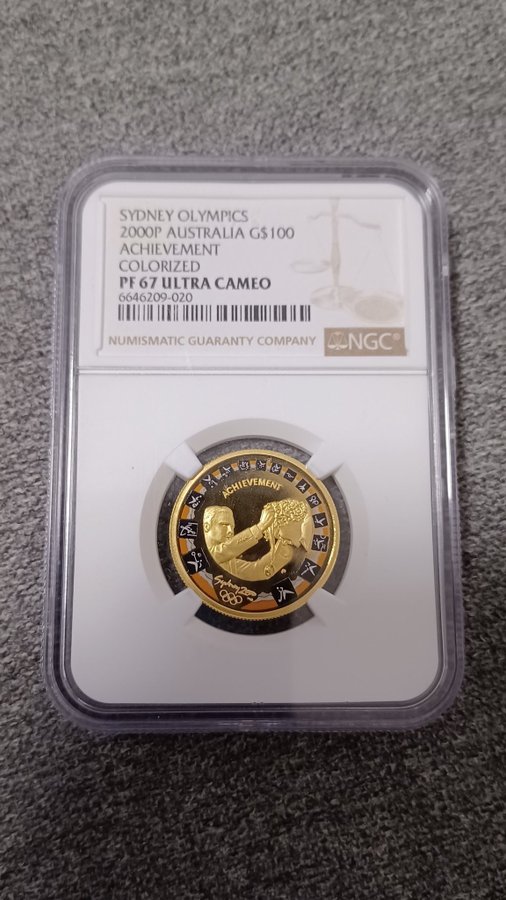 SYDNEY OLYMPICS
2000P AUSTRALIA G$100
ACHIEVEMENT
COLORIZED
PF 67 ULTRA CAMEO
6646209-020
NUMISMATIC GUARANTY COMPANY
NGC®
ACHIEVEMENT
Sydney 2000